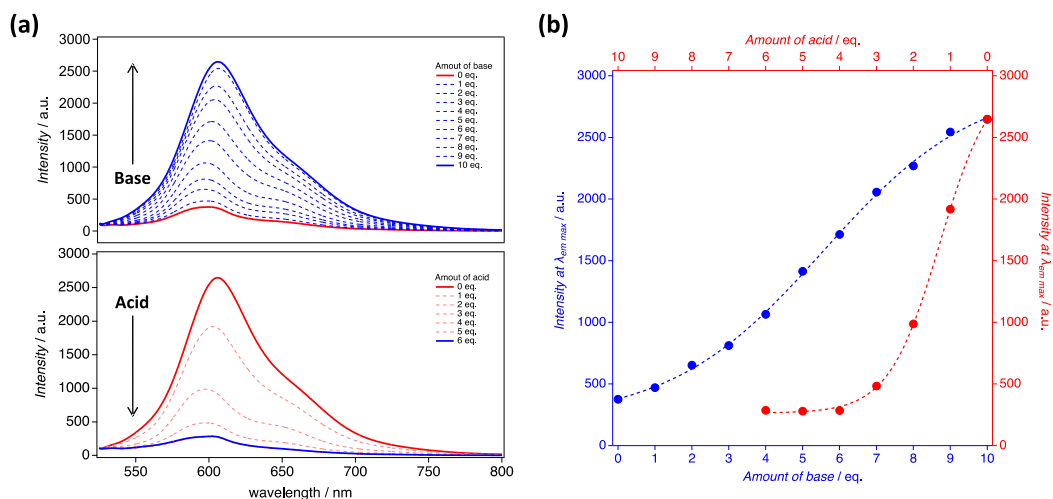 (a)
3000
2500
2000
1500
1000
500
0
Intensity / a.u.
Base
Amout of base
0 eq.
1 eq.
2 eq.
3 eq.
4 eq.
5 eq.
6 eq.
7 eq.
8 eq.
9 eq.
10 eq.
3000
2500
2000
1500
1000
500
0
Intensity / a.u.
Acid
Amout of acid
0 eq.
1 eq.
2 eq.
3 eq.
4 eq.
5 eq.
6 eq.
550 600 650 700 750 800
wavelength / nm
(b)
Amount of acid / eq.
10 9 8 7 6 5 4 3 2 1 0
3000
2500
2000
1500
1000
500
0
Intensity at λem max / a.u.
3000
2500
2000
1500
1000
500
0
Intensity at λem max / a.u.
0 1 2 3 4 5 6 7 8 9 10
Amount of base / eq.